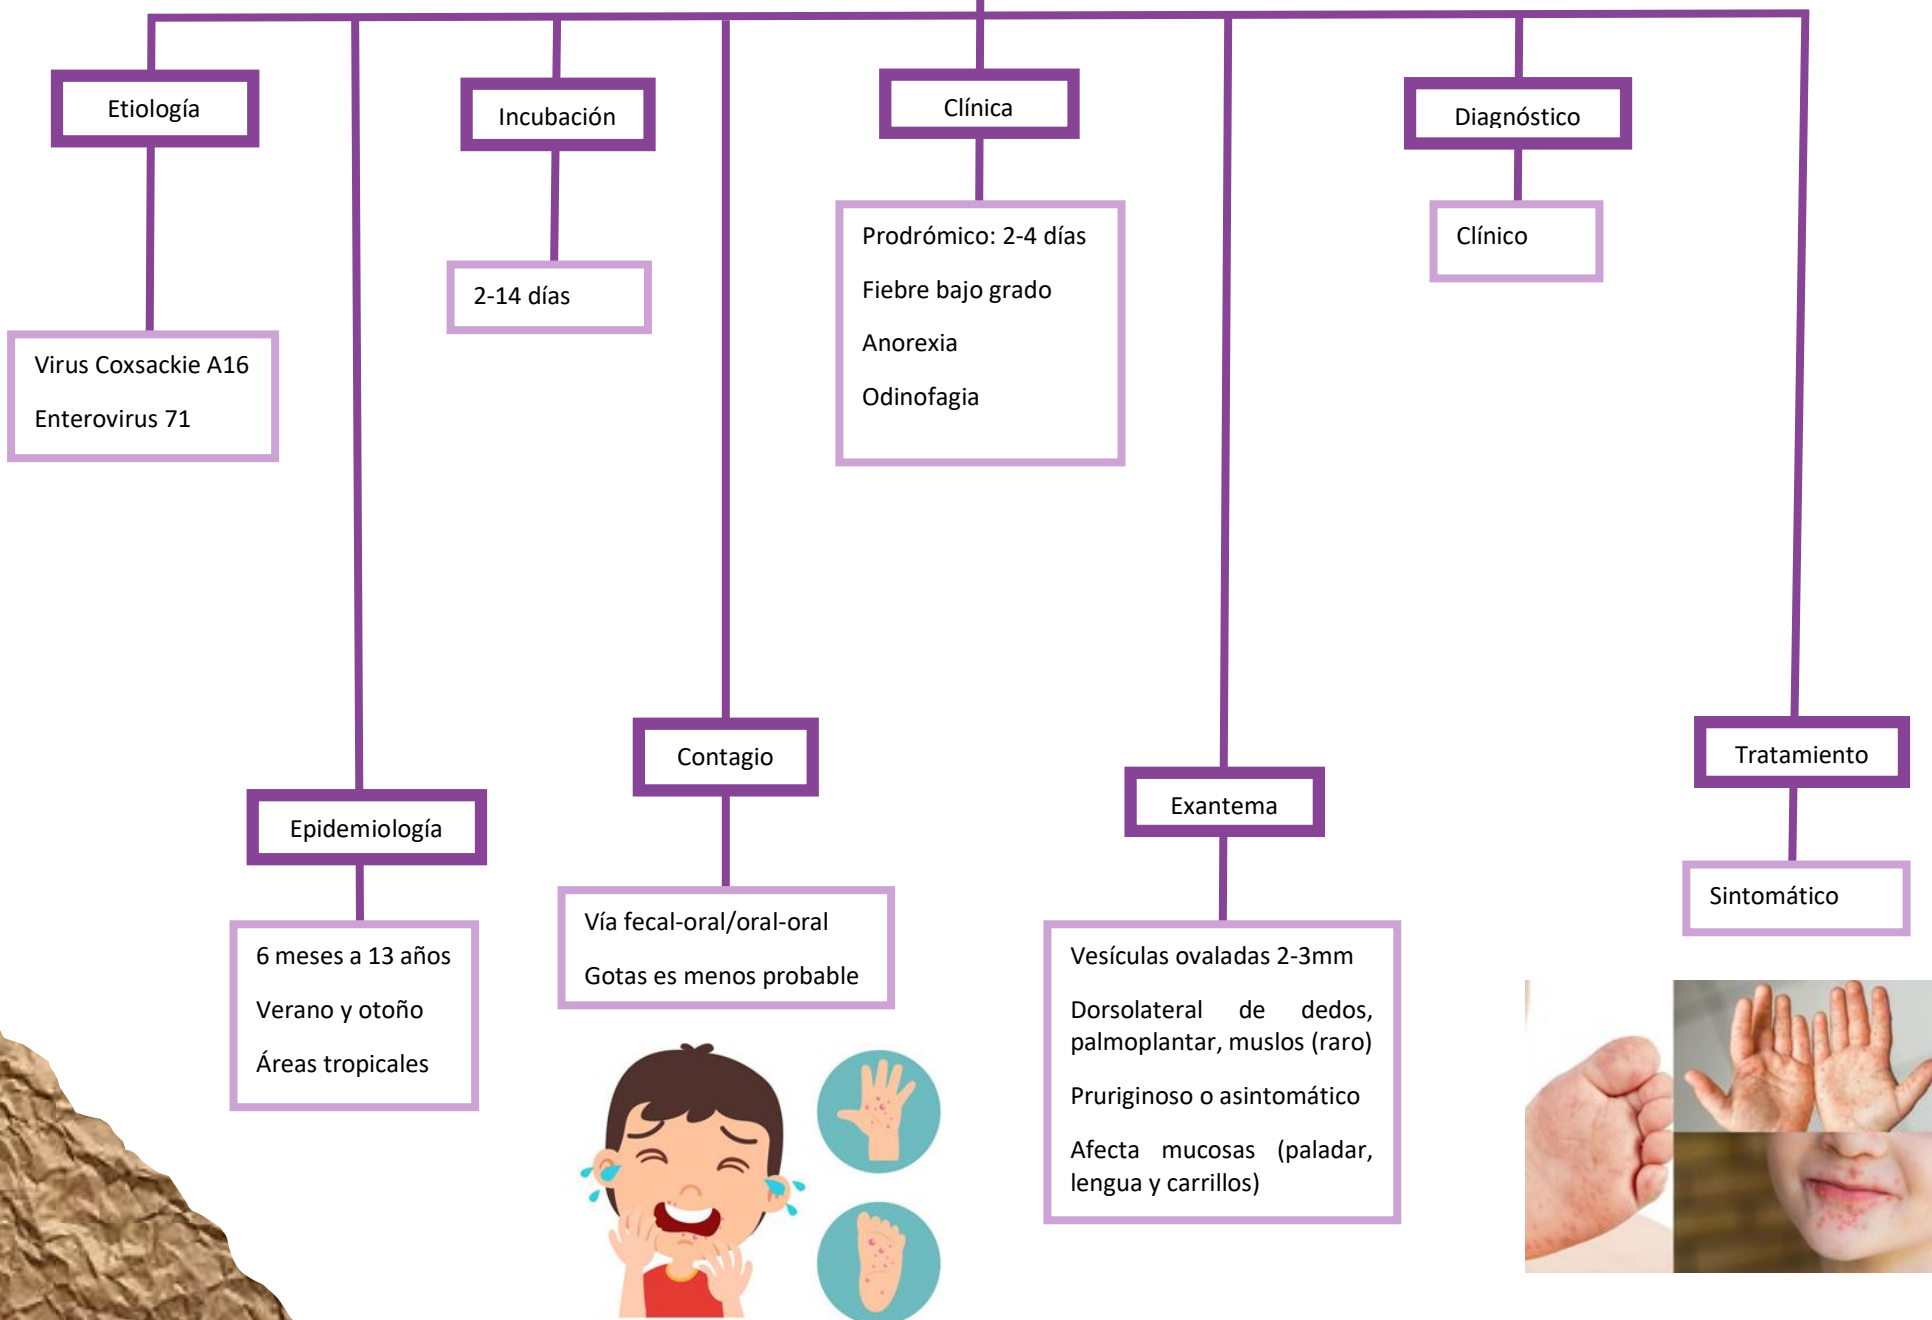 Etiología
Virus Coxsackie A16
Enterovirus 71
Epidemiología
6 meses a 13 años
Verano y otoño
Áreas tropicales
Incubación
2-14 días
Contagio
Vía fecal-oral/oral-oral
Gotas es menos probable
Clínica
Prodrómico: 2-4 días
Fiebre bajo grado
Anorexia
Odinofagia
Exantema
Vesículas ovaladas 2-3mm
Dorsolateral de dedos,
palmoplantar, muslos (raro)
Pruriginoso o asintomático
Afecta mucosas (paladar,
lengua y carrillos)
Diagnóstico
Clínico
Tratamiento
Sintomático